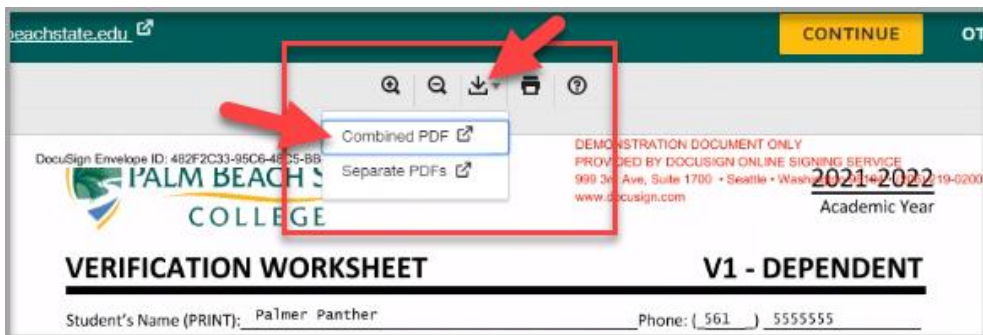 beachstate.edu
CONTINUE
OT
Combined PDF
Separate PDFs
DocuSign Envelope ID: 482F2C33-95C6-48C5-BB
DEMONSTRATION DOCUMENT ONLY
PROVIDED BY DOCUSIGN ONLINE SIGNING SERVICE
999 3rd Ave, Suite 1700 • Seattle •
www.docusign.com
PALM BEACH S
COLLEGE
2021-2022
Academic Year
VERIFICATION WORKSHEET
V1 - DEPENDENT
Student's Name (PRINT): Palmer Panther
Phone: ( 561 ) 5555555